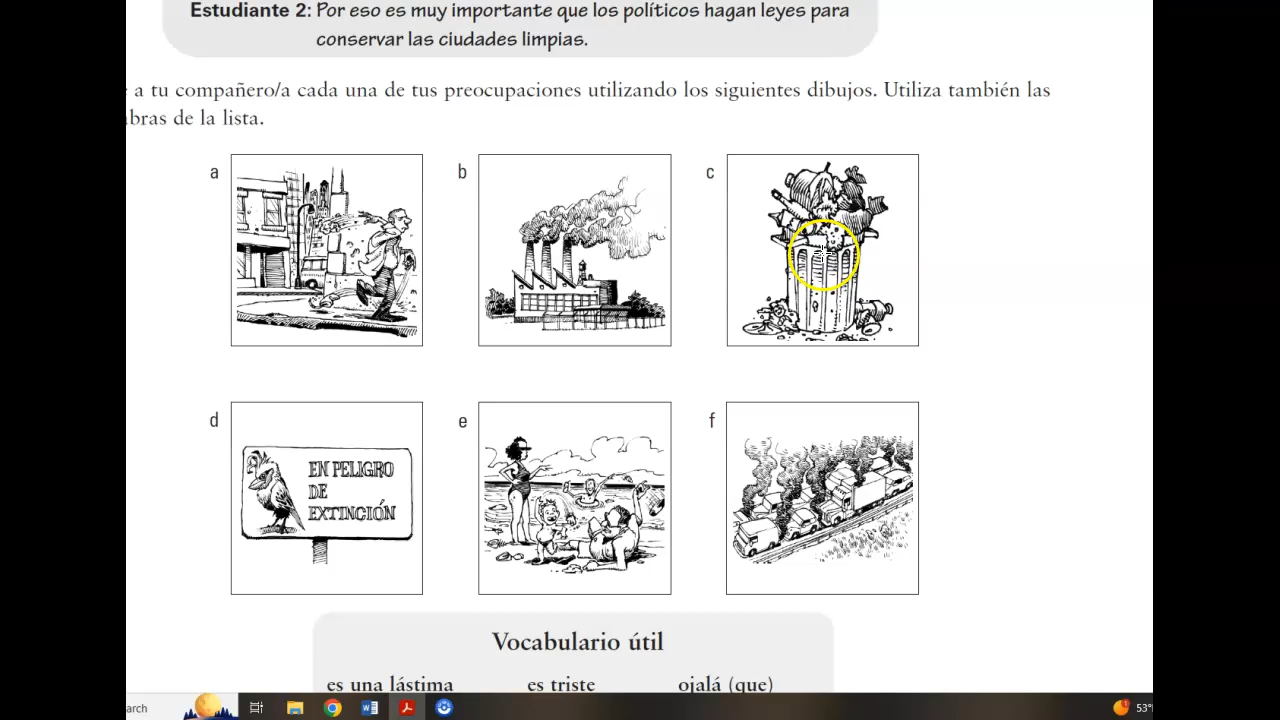 Estudiante 2: Por eso es muy importante que los políticos hagan leyes para
conservar las ciudades limpias.
e a tu compañero/a cada una de tus preocupaciones utilizando los siguientes dibujos. Utiliza también las
bras de la lista.
a
b
c
d
EN PELIGRO
DE
EXTINCIÓN
e
f
Vocabulario útil
es una lástima
es triste
ojalá (que)
arch
53°